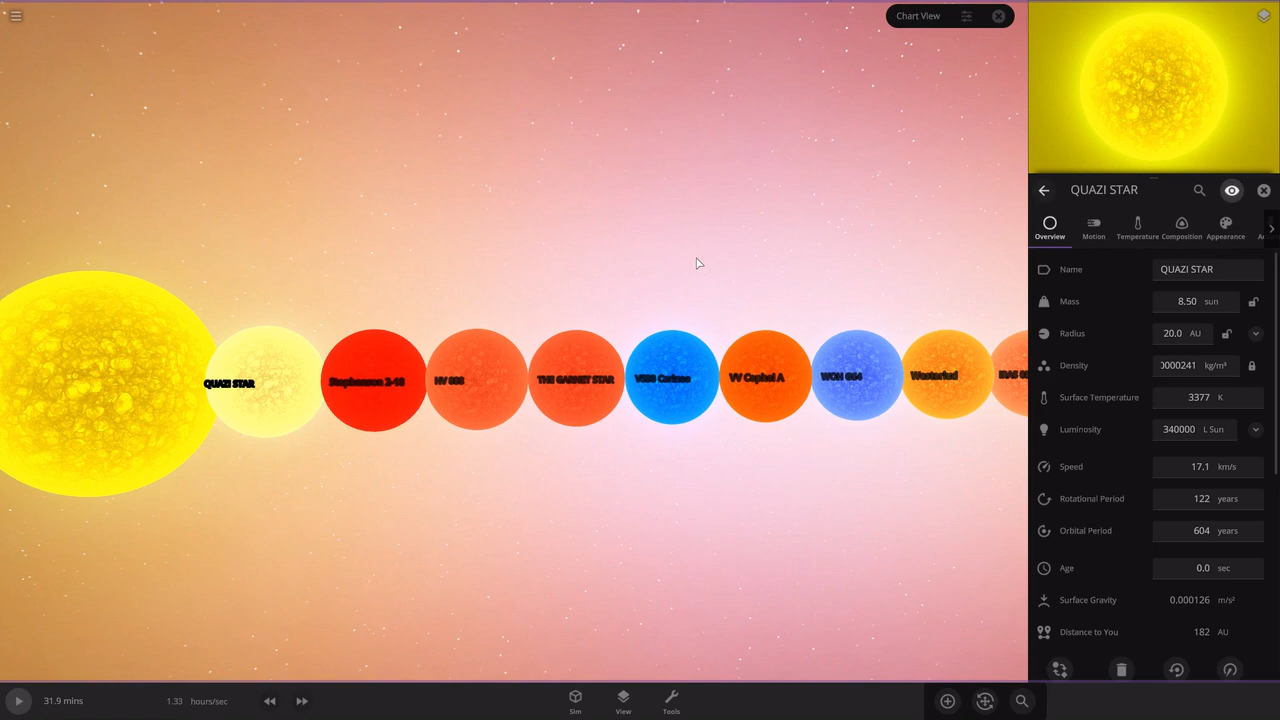 Chart View
QUAZI STAR
Overview
Motion
Temperature
Composition
Appearance
Name
QUAZI STAR
Mass
8.50 sun
Radius
20.0 AU
Density
0000241 kg/m³
Surface Temperature
3377 K
Luminosity
340000 L Sun
Speed
17.1 km/s
Rotational Period
122 years
Orbital Period
604 years
Age
0.0 sec
Surface Gravity
0.000126 m/s²
Distance to You
182 AU
QUAZI STAR
Stephenson 2-18
HV 888
THE GARNET STAR
VV Cephei A
WOH G64
Westerlund
31.9 mins
1.33 hours/sec
Sim
View
Tools